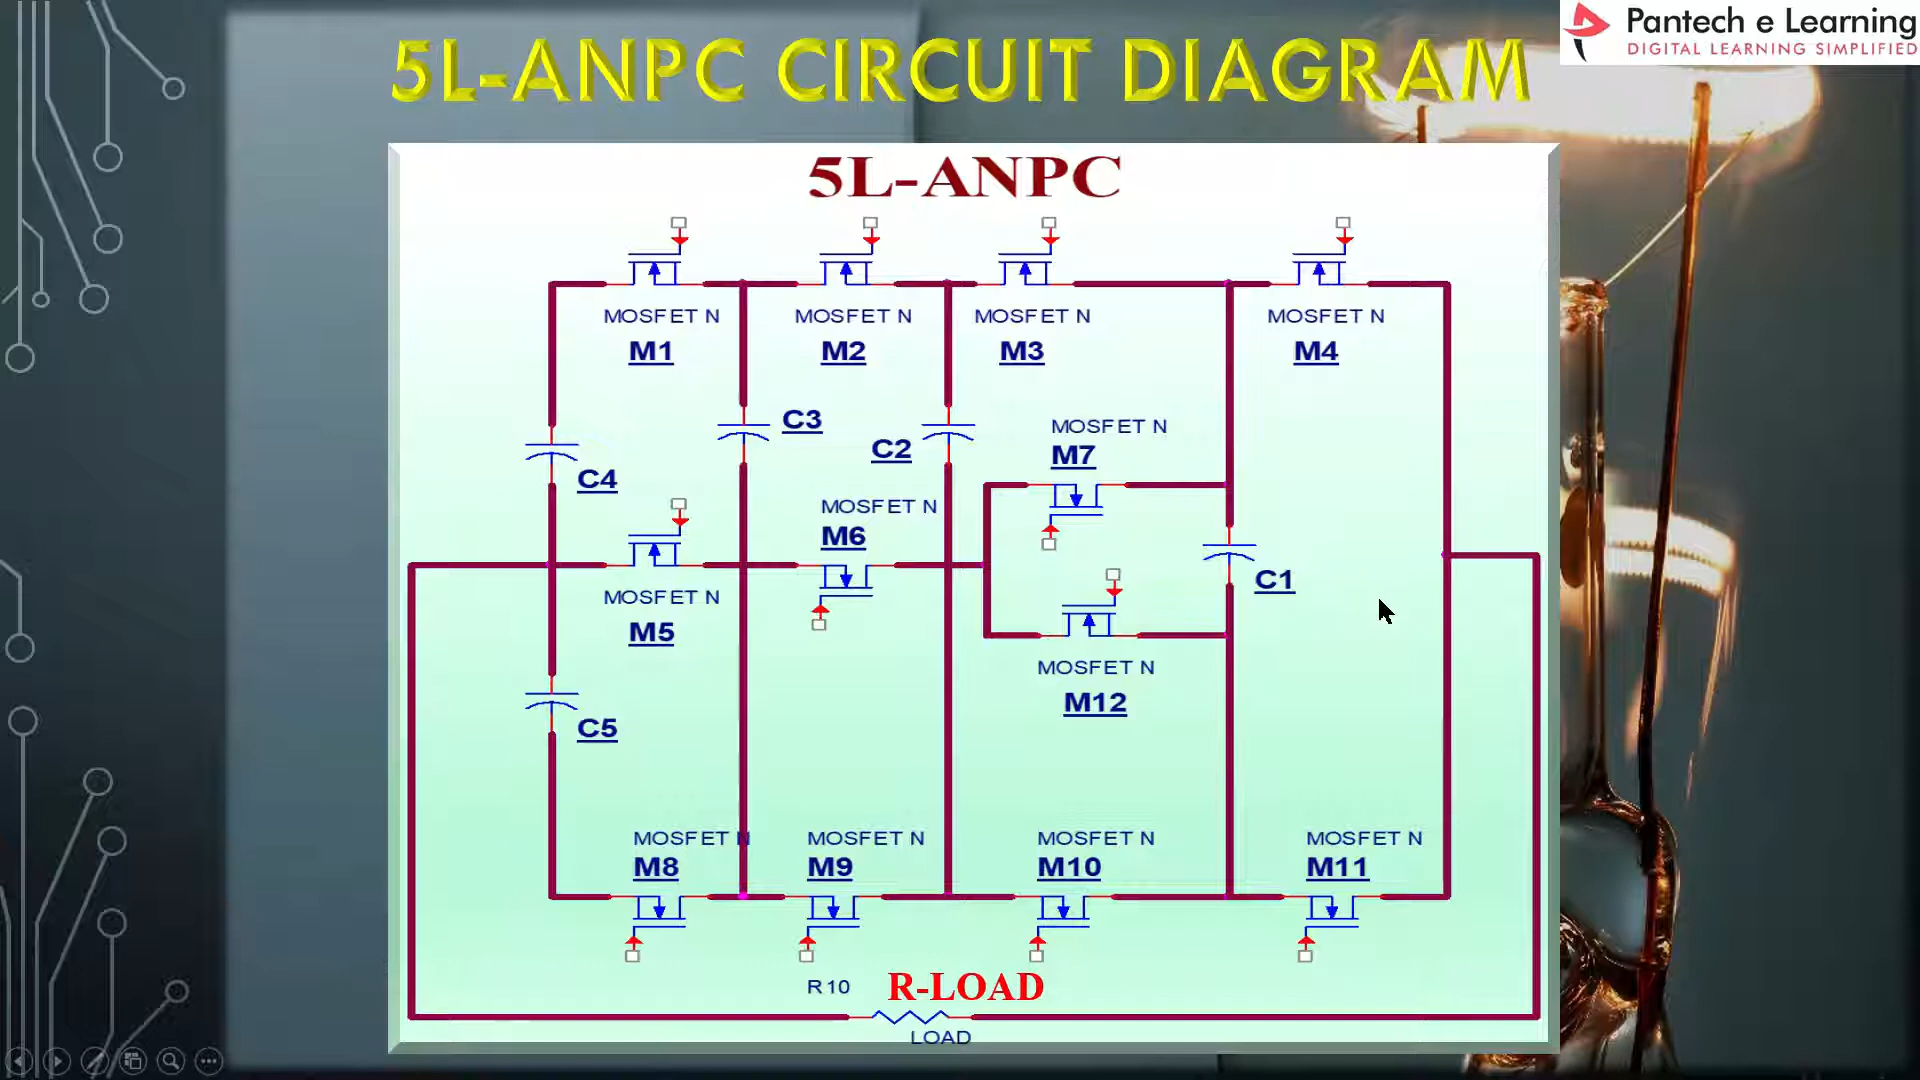 Pantech e Learning
DIGITAL LEARNING SIMPLIFIED
5L-ANPC CIRCUIT DIAGRAM
5L-ANPC
MOSFET N
M1
MOSFET N
M2
MOSFET N
M3
MOSFET N
M4
C3
C2
MOSFET N
M7
C4
MOSFET N
M6
C1
MOSFET N
M5
MOSFET N
M12
C5
MOSFET N
M8
MOSFET N
M9
MOSFET N
M10
MOSFET N
M11
R10
R-LOAD
LOAD